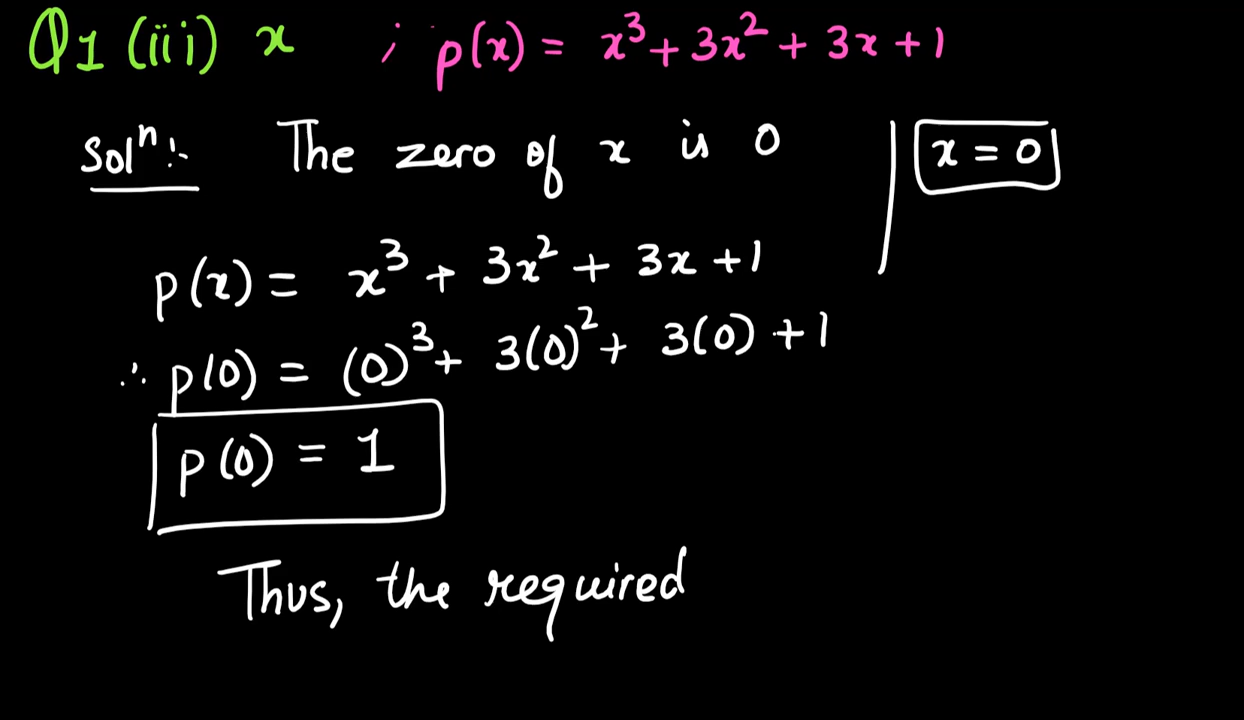 Q1 (iii) x ; p(x) = x³ + 3x² + 3x + 1
Solⁿ:- The zero of x is 0 x = 0
p(x) = x³ + 3x² + 3x + 1
∴ p(0) = (0)³ + 3(0)² + 3(0) + 1
p(0) = 1
Thus, the required